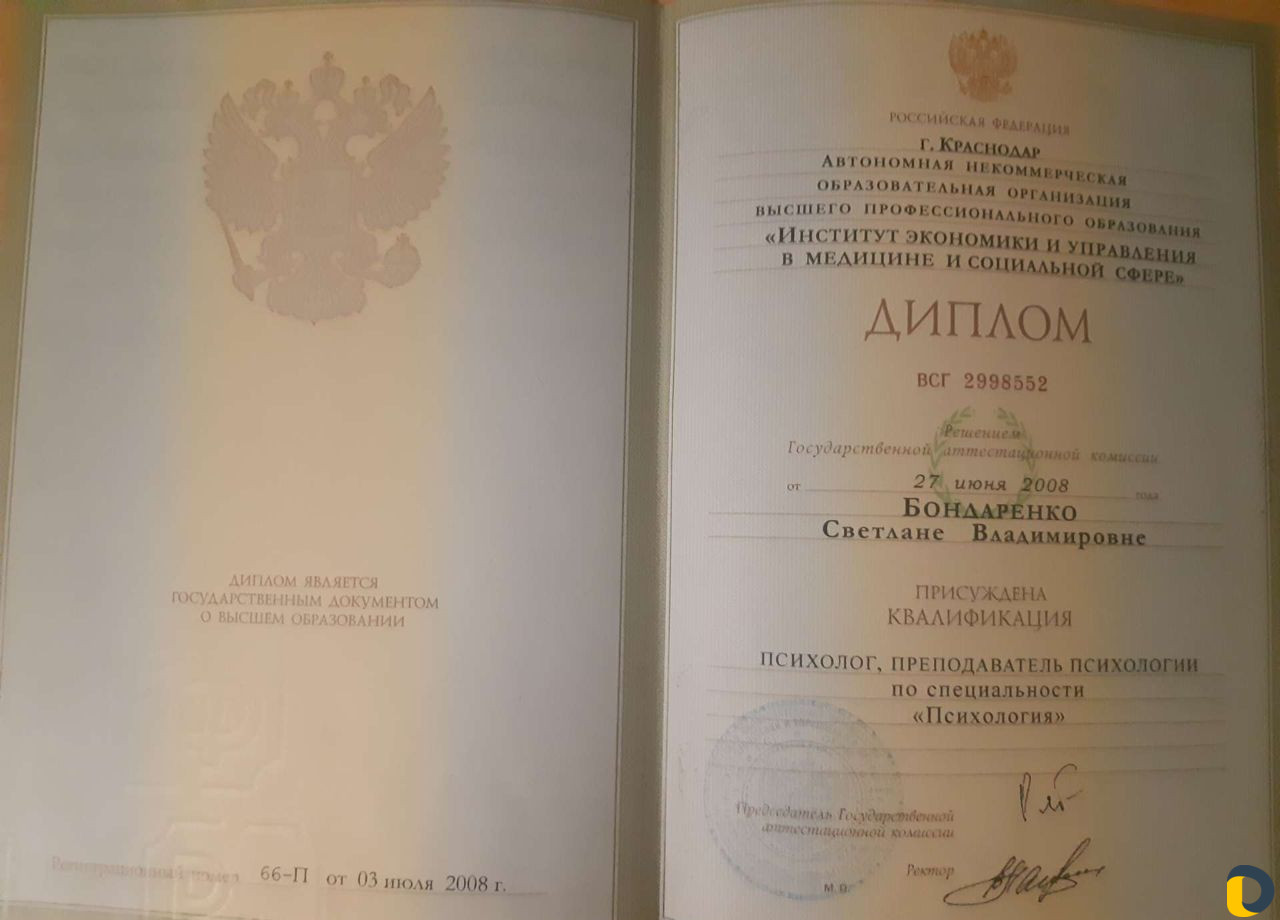 ДИПЛОМ ЯВЛЯЕТСЯ
ГОСУДАРСТВЕННЫМ ДОКУМЕНТОМ
О ВЫСШЕМ ОБРАЗОВАНИИ
Регистрационный номер 66-П от 03 июля 2008 г.
РОССИЙСКАЯ ФЕДЕРАЦИЯ
г. КРАСНОДАР
АВТОНОМНАЯ НЕКОММЕРЧЕСКАЯ
ОБРАЗОВАТЕЛЬНАЯ ОРГАНИЗАЦИЯ
ВЫСШЕГО ПРОФЕССИОНАЛЬНОГО ОБРАЗОВАНИЯ
«ИНСТИТУТ ЭКОНОМИКИ И УПРАВЛЕНИЯ
В МЕДИЦИНЕ И СОЦИАЛЬНОЙ СФЕРЕ»
ДИПЛОМ
ВСГ 2998552
Решением
Государственной аттестационной комиссии
от 27 июня 2008 года
БОНДАРЕНКО
Светлане Владимировне
ПРИСУЖДЕНА
КВАЛИФИКАЦИЯ
ПСИХОЛОГ, ПРЕПОДАВАТЕЛЬ ПСИХОЛОГИИ
по специальности
«Психология»
Председатель Государственной
аттестационной комиссии
Ректор
М. П.